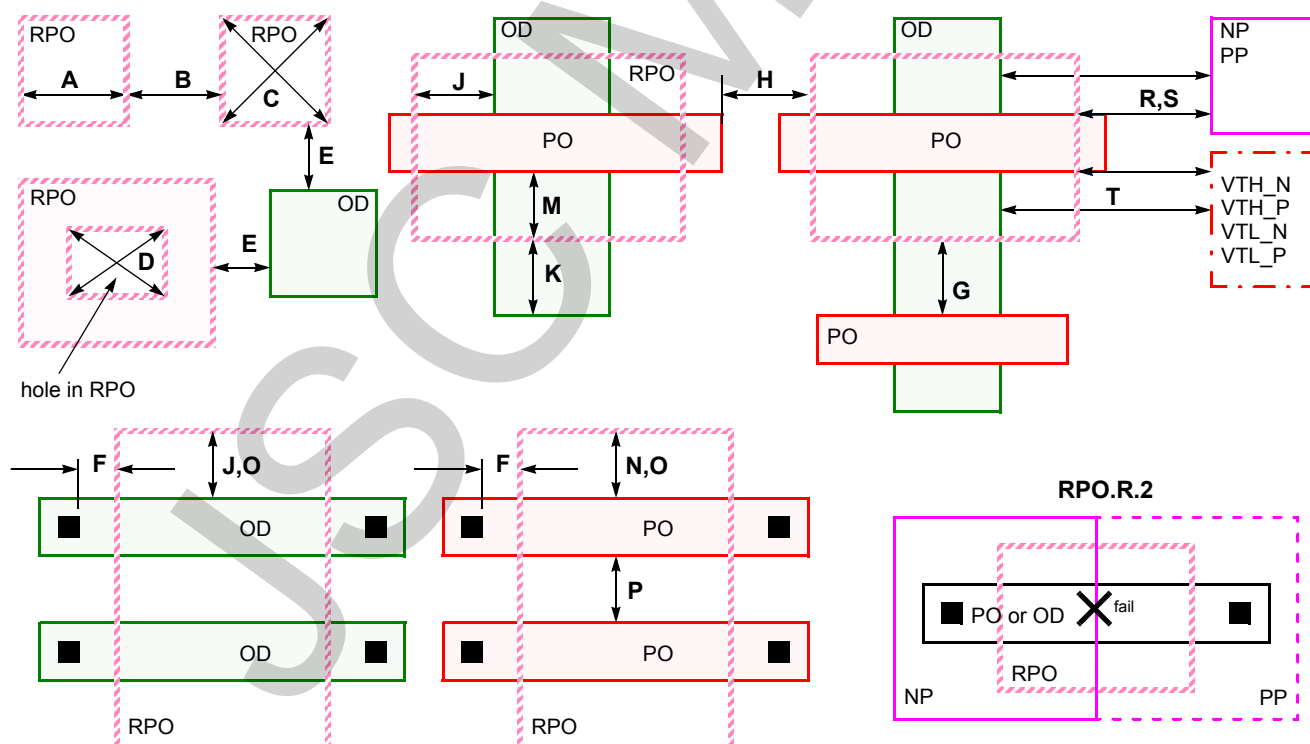 RPO
A
B
RPO
C
E
RPO
D
E
OD
hole in RPO
OD
J
RPO
PO
M
K
H
OD
PO
G
PO
NP
PP
R,S
T
VTH_N
VTH_P
VTL_N
VTL_P
F
J,O
OD
OD
RPO
F
N,O
PO
P
PO
RPO
RPO.R.2
PO or OD
fail
RPO
NP
PP